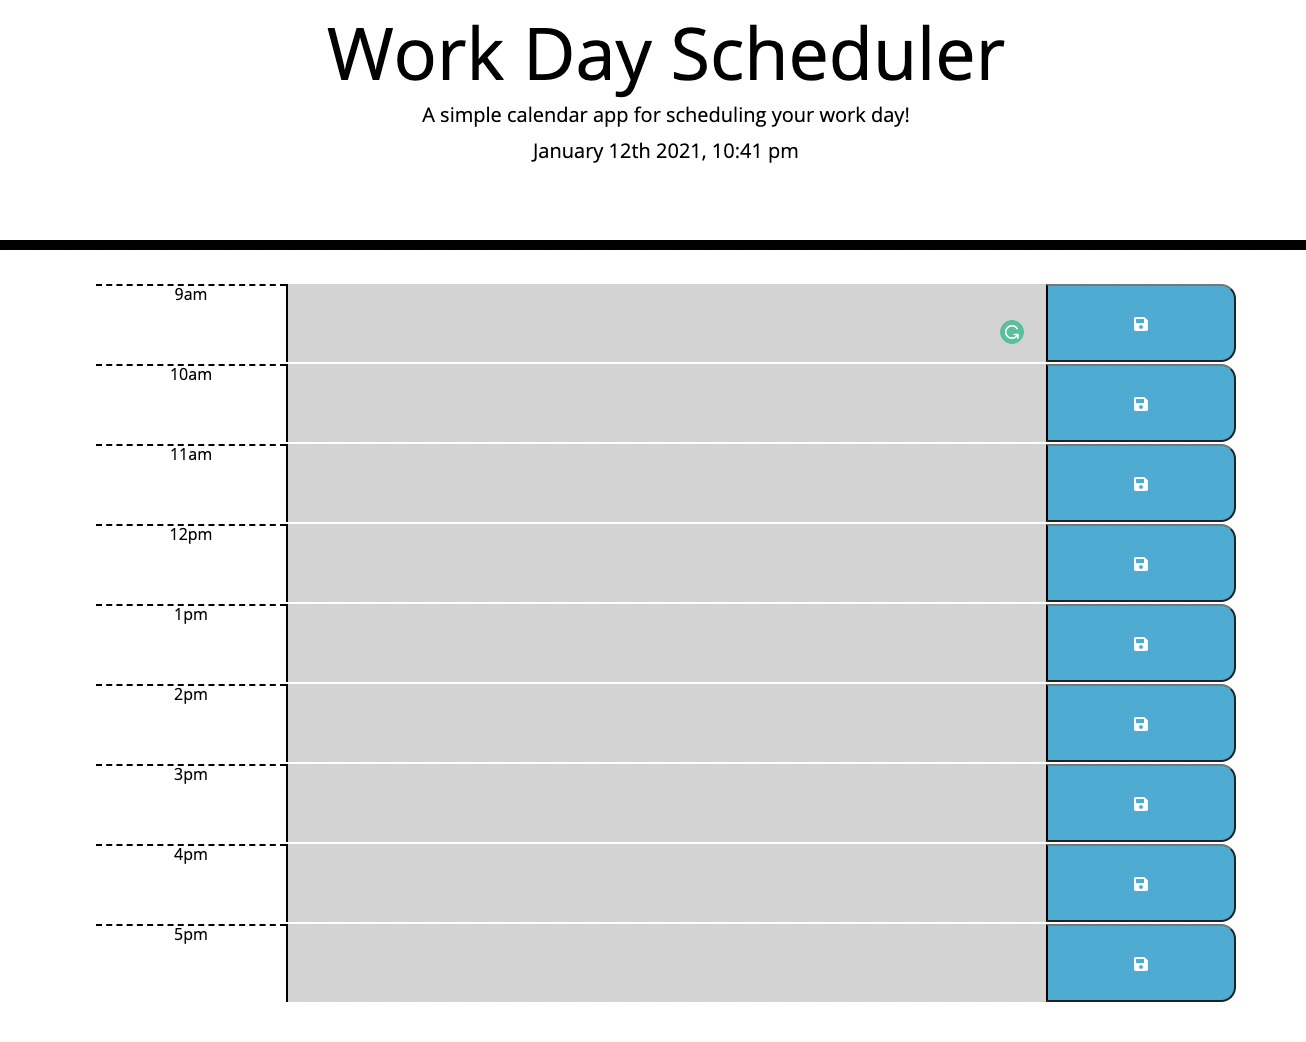 Work Day Scheduler
A simple calendar app for scheduling your work day!
January 12th 2021, 10:41 pm
9am
10am
11am
12pm
1pm
2pm
3pm
4pm
5pm